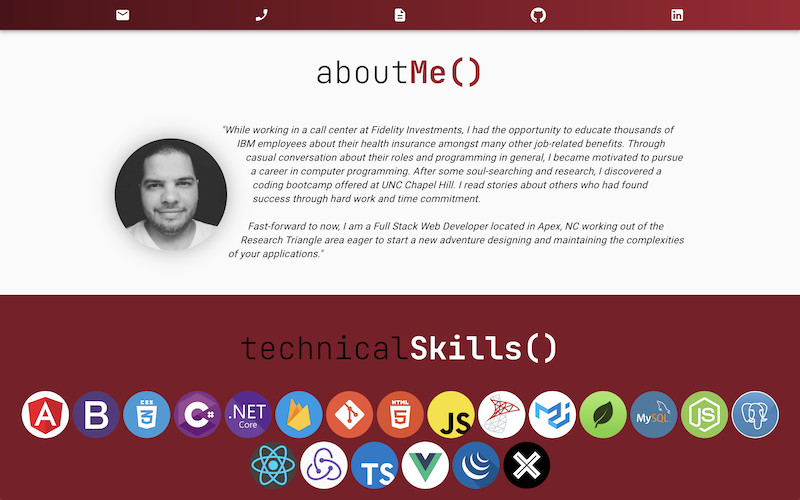 aboutMe()
"While working in a call center at Fidelity Investments, I had the opportunity to educate thousands of
IBM employees about their health insurance amongst many other job-related benefits. Through
casual conversation about their roles and programming in general, I became motivated to pursue
a career in computer programming. After some soul-searching and research, I discovered a
coding bootcamp offered at UNC Chapel Hill. I read stories about others who had found
success through hard work and time commitment.
Fast-forward to now, I am a Full Stack Web Developer located in Apex, NC working out of the
Research Triangle area eager to start a new adventure designing and maintaining the complexities
of your applications."
technicalSkills()
A B CSS 3 C# .NET Core HTML 5 JS MySQL JS
TS